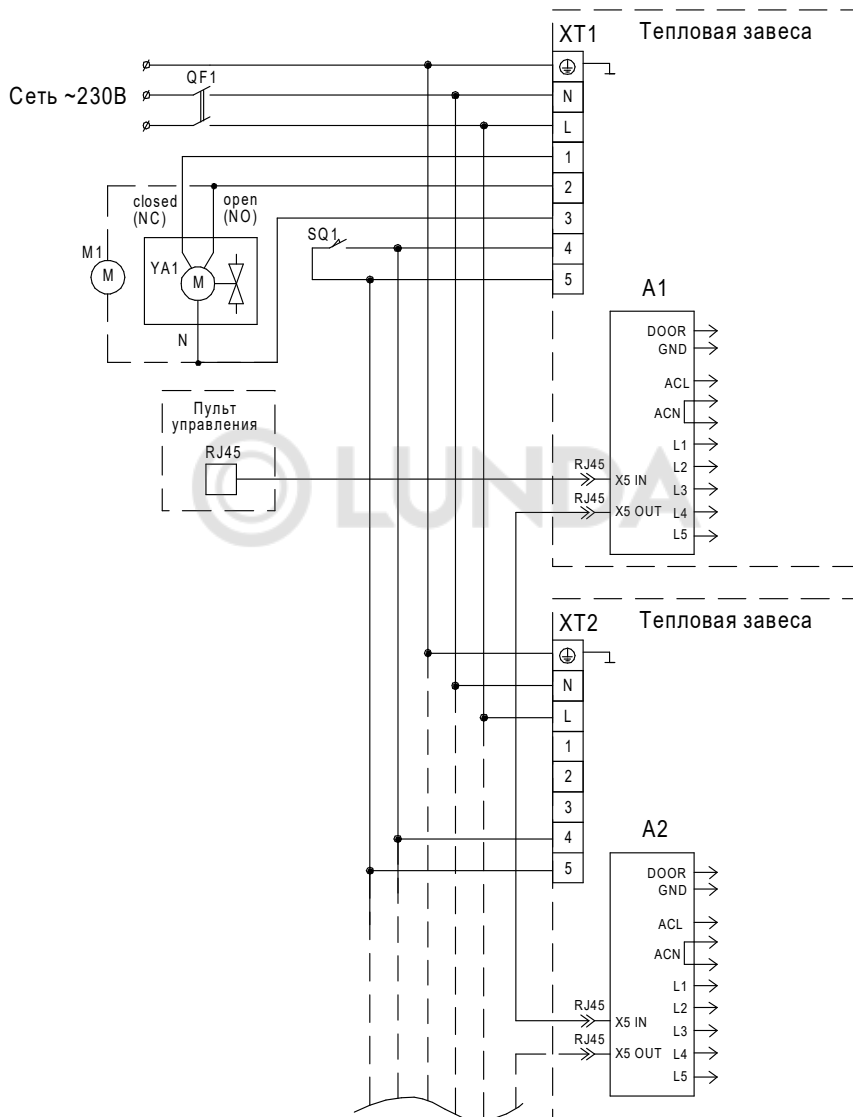 XT1
Тепловая завеса
QF1
Сеть ~230В
N
L
1
2
3
4
5
closed
(NC)
open
(NO)
SQ1
M1
M
YA1
M
N
A1
DOOR
GND
ACL
ACN
L1
L2
L3
L4
L5
Пульт
управления
RJ45
RJ45
X5 IN
RJ45
X5 OUT
© LUNDA
XT2
Тепловая завеса
N
L
1
2
3
4
5
A2
DOOR
GND
ACL
ACN
L1
L2
L3
L4
L5
RJ45
X5 IN
RJ45
X5 OUT